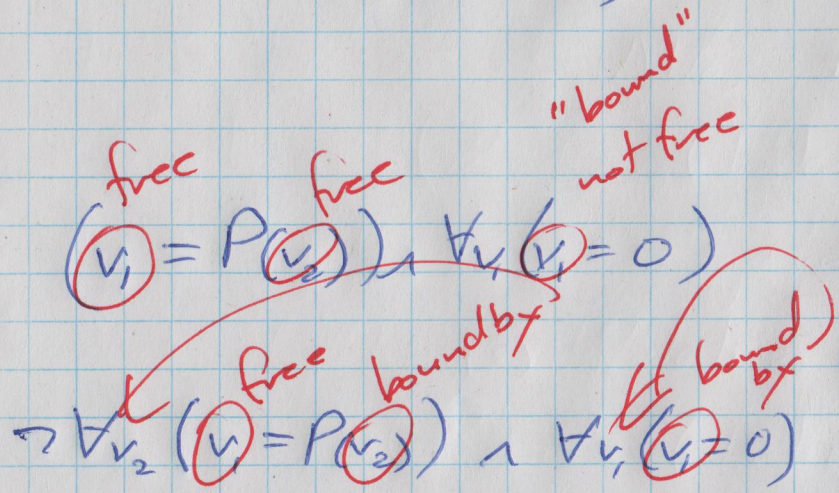 "bound"
not free
free free
(v₁ = P(v₂)) ∧ ∀v₁(v₁ = 0)
free bound by bound by
¬∀v₂(v₁ = P(v₂)) ∧ ∀v₁(v₁ = 0)